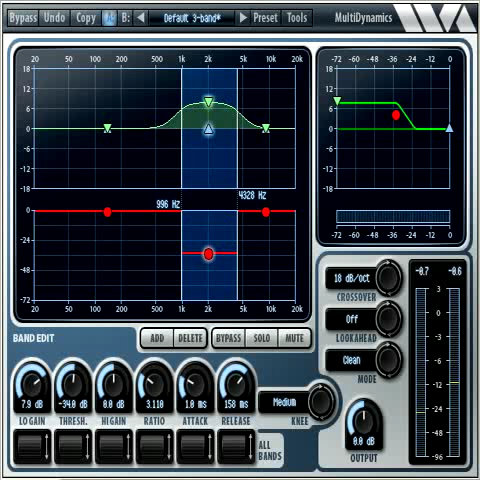 Bypass Undo Copy A: B: Default 3-band* Preset Tools MultiDynamics
20 50 100 200 500 1k 2k 5k 10k 20k
18
12
6
0
-6
-12
-18
996 Hz 4328 Hz
0
-24
-48
-72
20 50 100 200 500 1k 2k 5k 10k 20k
-72 -60 -48 -36 -24 -12 0
18
12
6
0
-6
-12
-18
-72 -60 -48 -36 -24 -12 0
BAND EDIT ADD DELETE BYPASS SOLO MUTE
7.9 dB -34.0 dB 0.0 dB 3.110 1.0 ms 158 ms Medium
LO GAIN THRESH. HI GAIN RATIO ATTACK RELEASE KNEE
ALL BANDS
18 dB/oct
CROSSOVER
Off
LOOKAHEAD
Clean
MODE
0.0 dB
OUTPUT
-0.7 -0.6
3
0
-3
-6
-9
-12
-24
-36
-48
-96